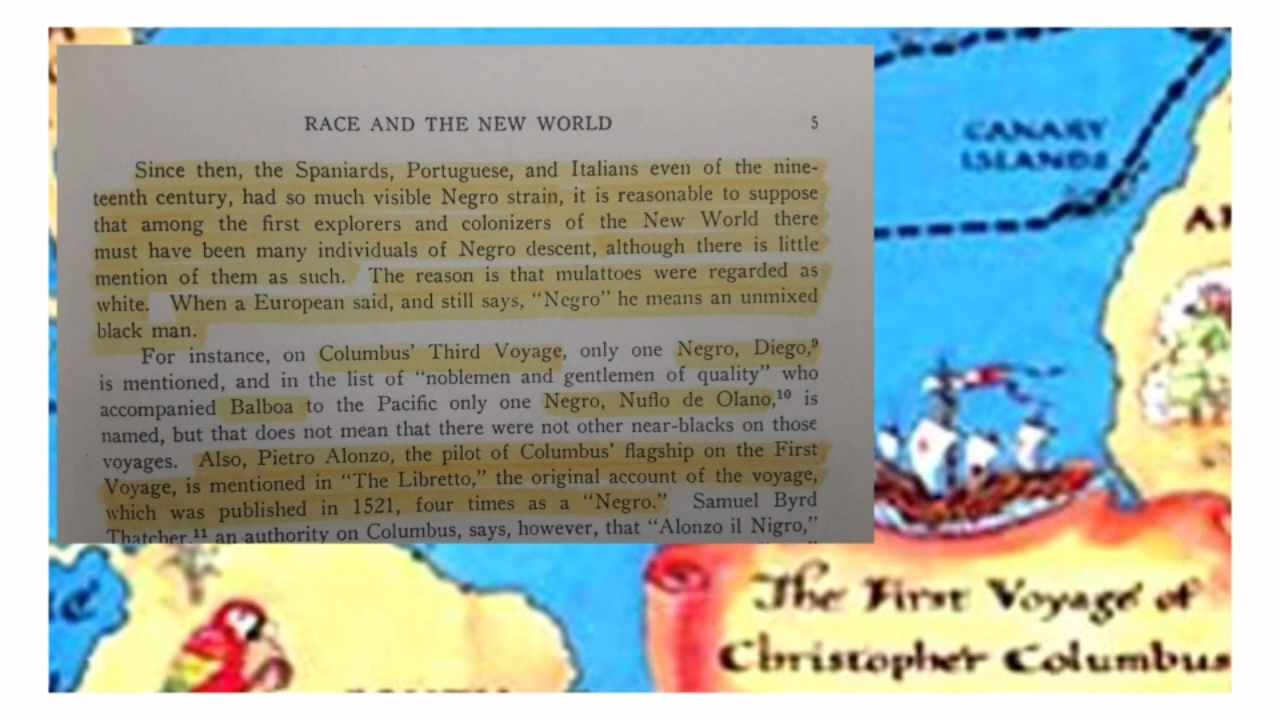 RACE AND THE NEW WORLD 5
Since then, the Spaniards, Portuguese, and Italians even of the nine-
teenth century, had so much visible Negro strain, it is reasonable to suppose
that among the first explorers and colonizers of the New World there
must have been many individuals of Negro descent, although there is little
mention of them as such. The reason is that mulattoes were regarded as
white. When a European said, and still says, "Negro" he means an unmixed
black man.
For instance, on Columbus' Third Voyage, only one Negro, Diego,⁹
is mentioned, and in the list of "noblemen and gentlemen of quality" who
accompanied Balboa to the Pacific only one Negro, Nuflo de Olano,¹⁰ is
named, but that does not mean that there were not other near-blacks on those
voyages. Also, Pietro Alonzo, the pilot of Columbus' flagship on the First
Voyage, is mentioned in "The Libretto," the original account of the voyage,
which was published in 1521, four times as a "Negro." Samuel Byrd
Thatcher,¹¹ an authority on Columbus, says, however, that "Alonzo il Nigro,"
CANARY
ISLANDS
The First Voyage of
Christopher Columbus